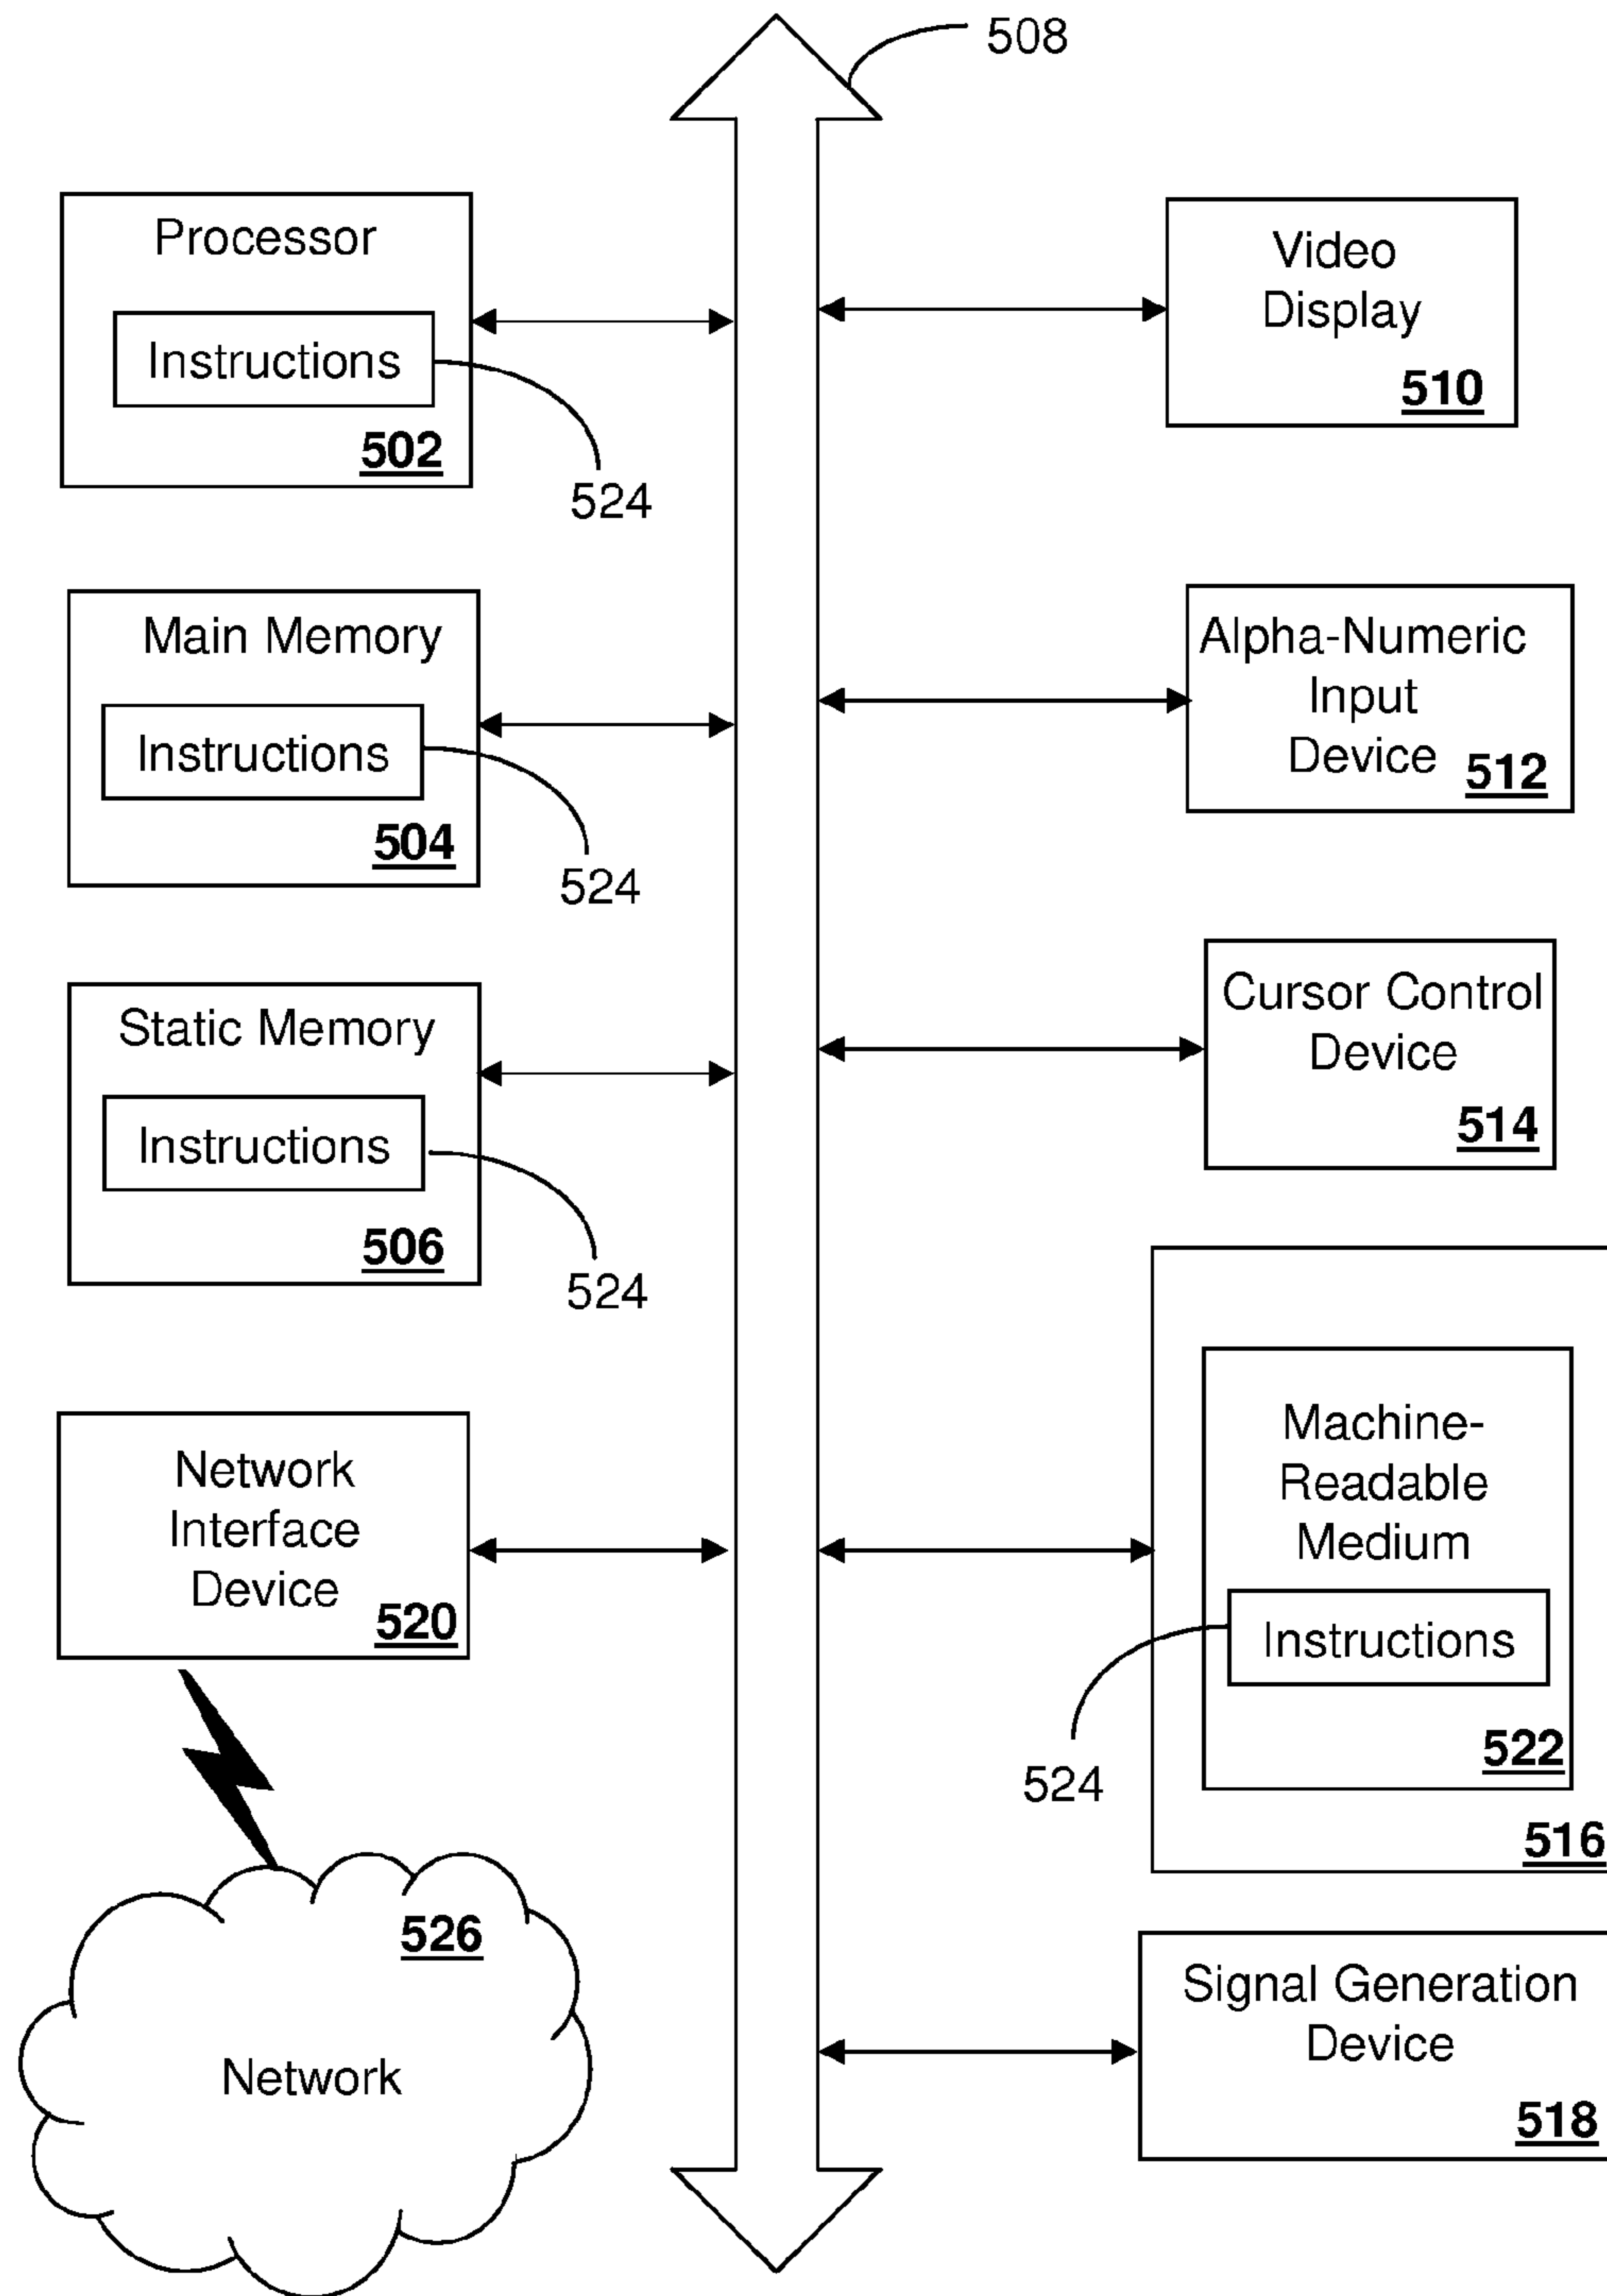 508
Processor
Instructions
502
524
Main Memory
Instructions
504
524
Static Memory
Instructions
506
524
Network
Interface
Device
520
526
Network
Video
Display
510
Alpha-Numeric
Input
Device
512
Cursor Control
Device
514
Machine-
Readable
Medium
Instructions
522
524
516
Signal Generation
Device
518